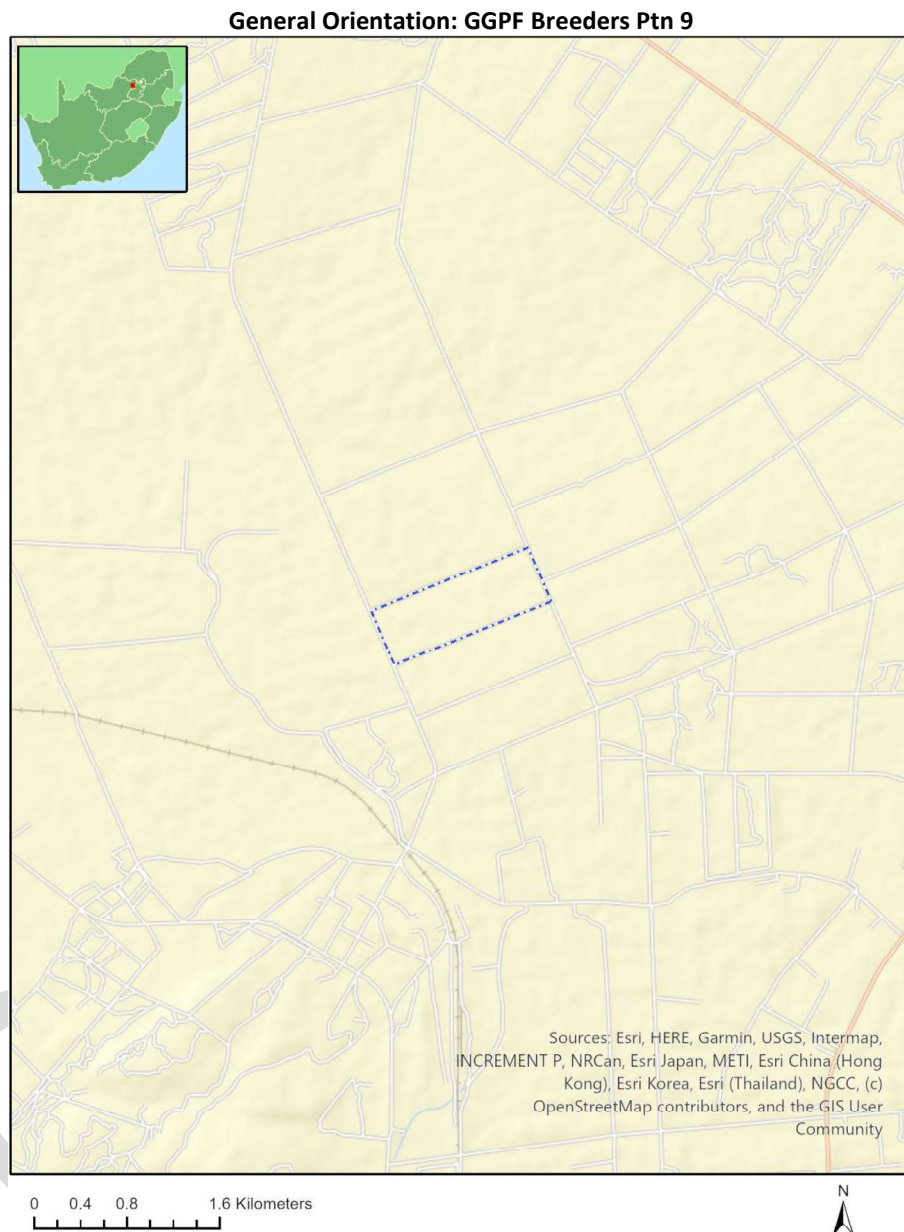 General Orientation: GGPF Breeders Ptn 9
Sources: Esri, HERE, Garmin, USGS, Intermap,
INCREMENT P, NRCan, Esri Japan, METI, Esri China (Hong
Kong), Esri Korea, Esri (Thailand), NGCC, (c)
OpenStreetMap contributors, and the GIS User
Community
0 0.4 0.8 1.6 Kilometers
N